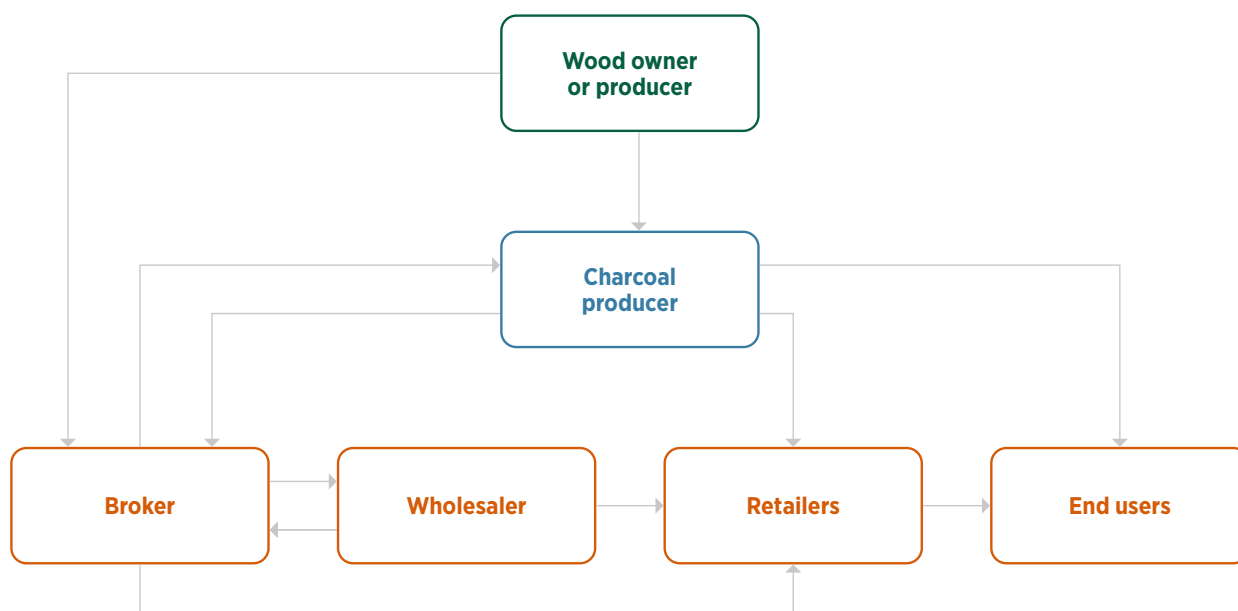 Wood owner
or producer
Charcoal
producer
Broker
Wholesaler
Retailers
End users